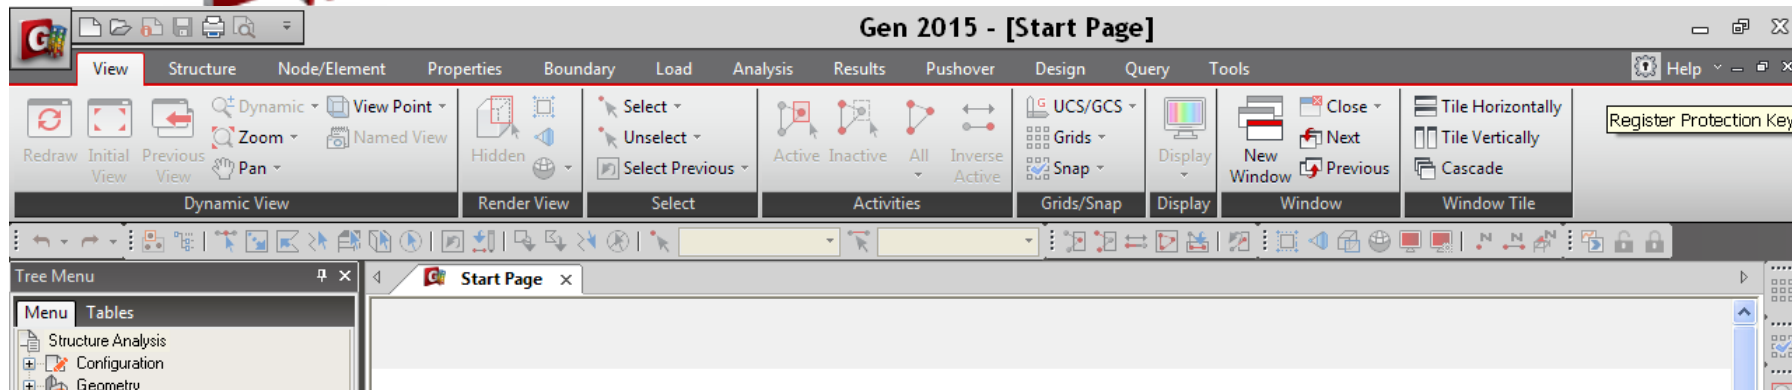 Gen 2015 - [Start Page]
View Structure Node/Element Properties Boundary Load Analysis Results Pushover Design Query Tools Help
Redraw
Initial View
Previous View
Dynamic
Zoom
Pan
View Point
Named View
Dynamic View
Hidden
Render View
Select
Unselect
Select Previous
Select
Active
Inactive
All
Inverse Active
Activities
UCS/GCS
Grids
Snap
Grids/Snap
Display
Display
New Window
Close
Next
Previous
Window
Tile Horizontally
Tile Vertically
Cascade
Window Tile
Register Protection Key
Tree Menu
Start Page
Menu Tables
Structure Analysis
Configuration
Geometry